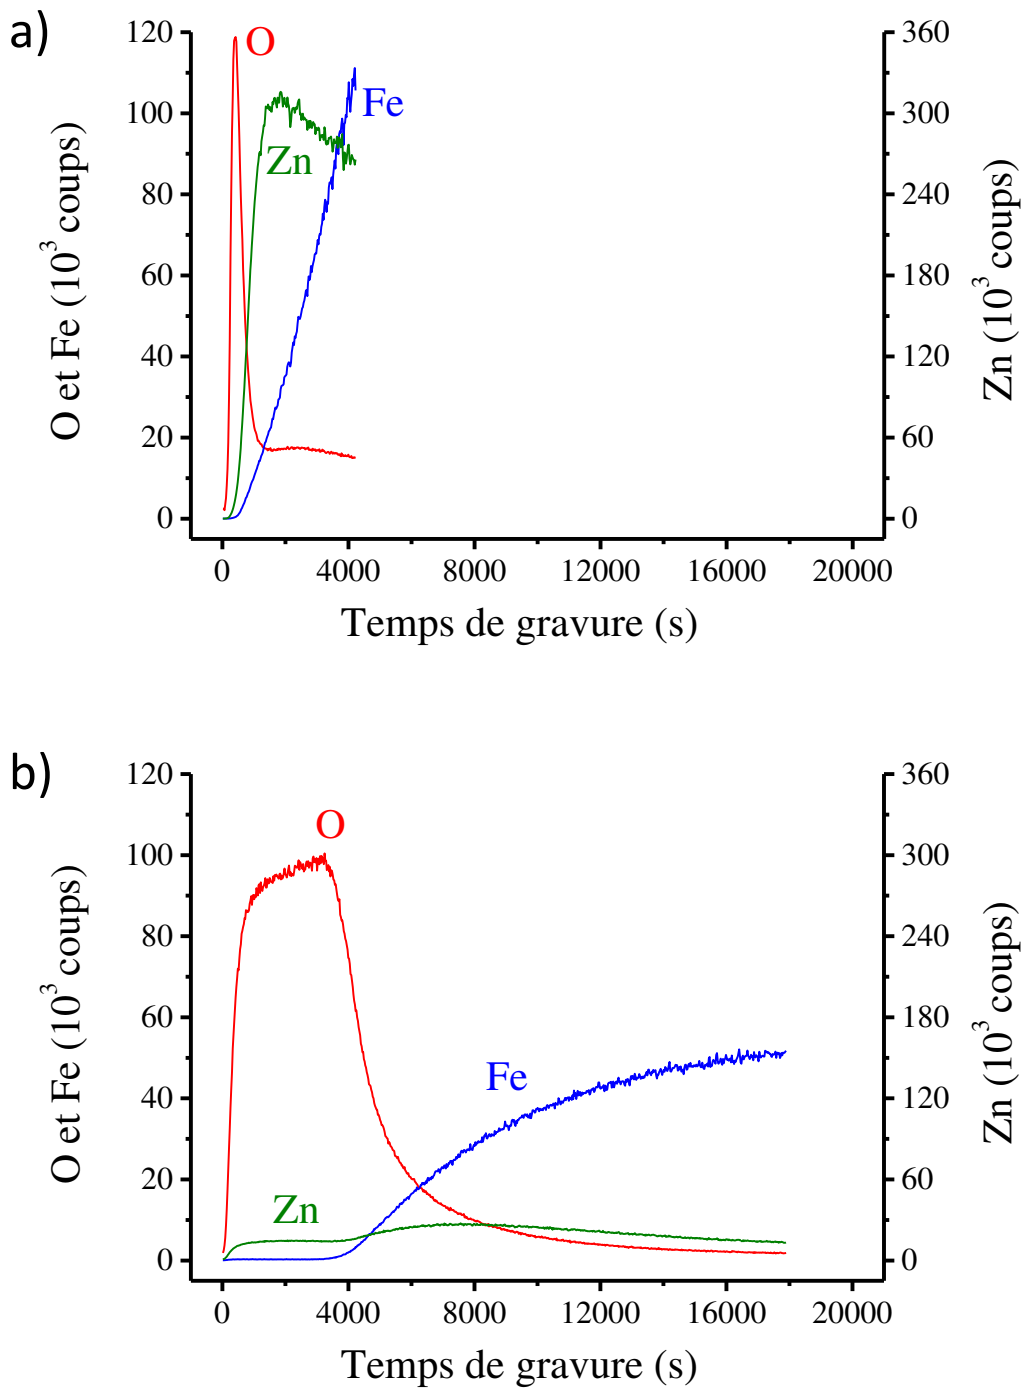 a)
O
Fe
Zn
120
100
80
60
40
20
0
O et Fe (10³ coups)
360
300
240
180
120
60
0
Zn (10³ coups)
0 4000 8000 12000 16000 20000
Temps de gravure (s)
b)
O
Fe
Zn
120
100
80
60
40
20
0
O et Fe (10³ coups)
360
300
240
180
120
60
0
Zn (10³ coups)
0 4000 8000 12000 16000 20000
Temps de gravure (s)